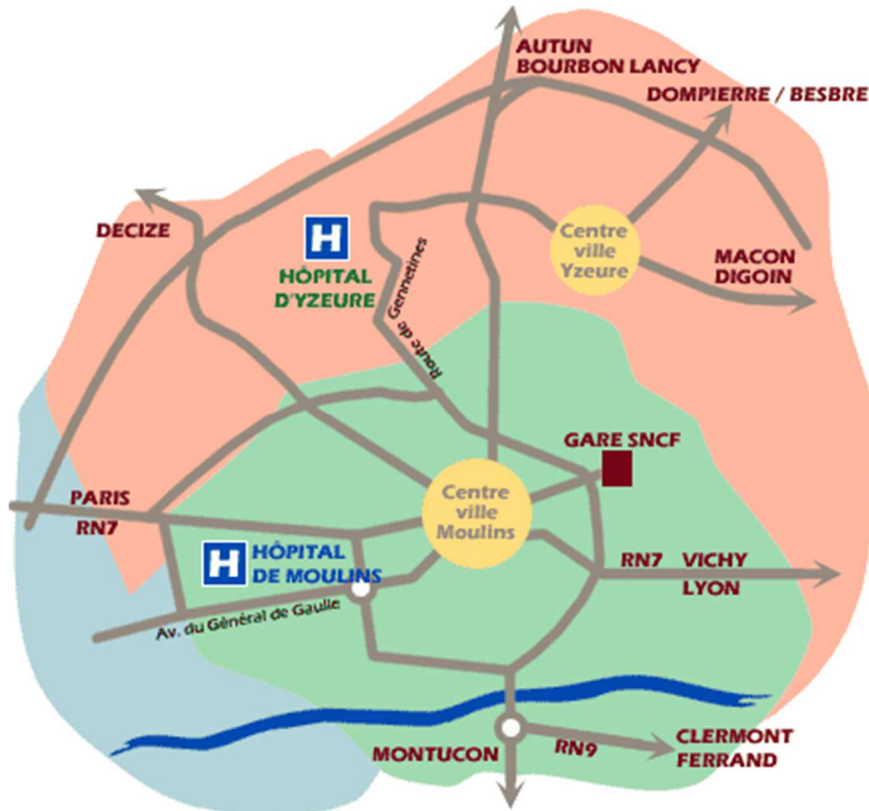 AUTUN
BOURBON LANCY
DOMPIERRE / BESBRE
DECIZE
H
HÔPITAL
D'YZEURE
Route de Gennetines
Centre
ville
Yzeure
MACON
DIGOIN
GARE SNCF
PARIS
RN7
Centre
ville
Moulins
H
HÔPITAL
DE MOULINS
RN7 VICHY
LYON
Av. du Général de Gaulle
MONTUCON
RN9
CLERMONT
FERRAND